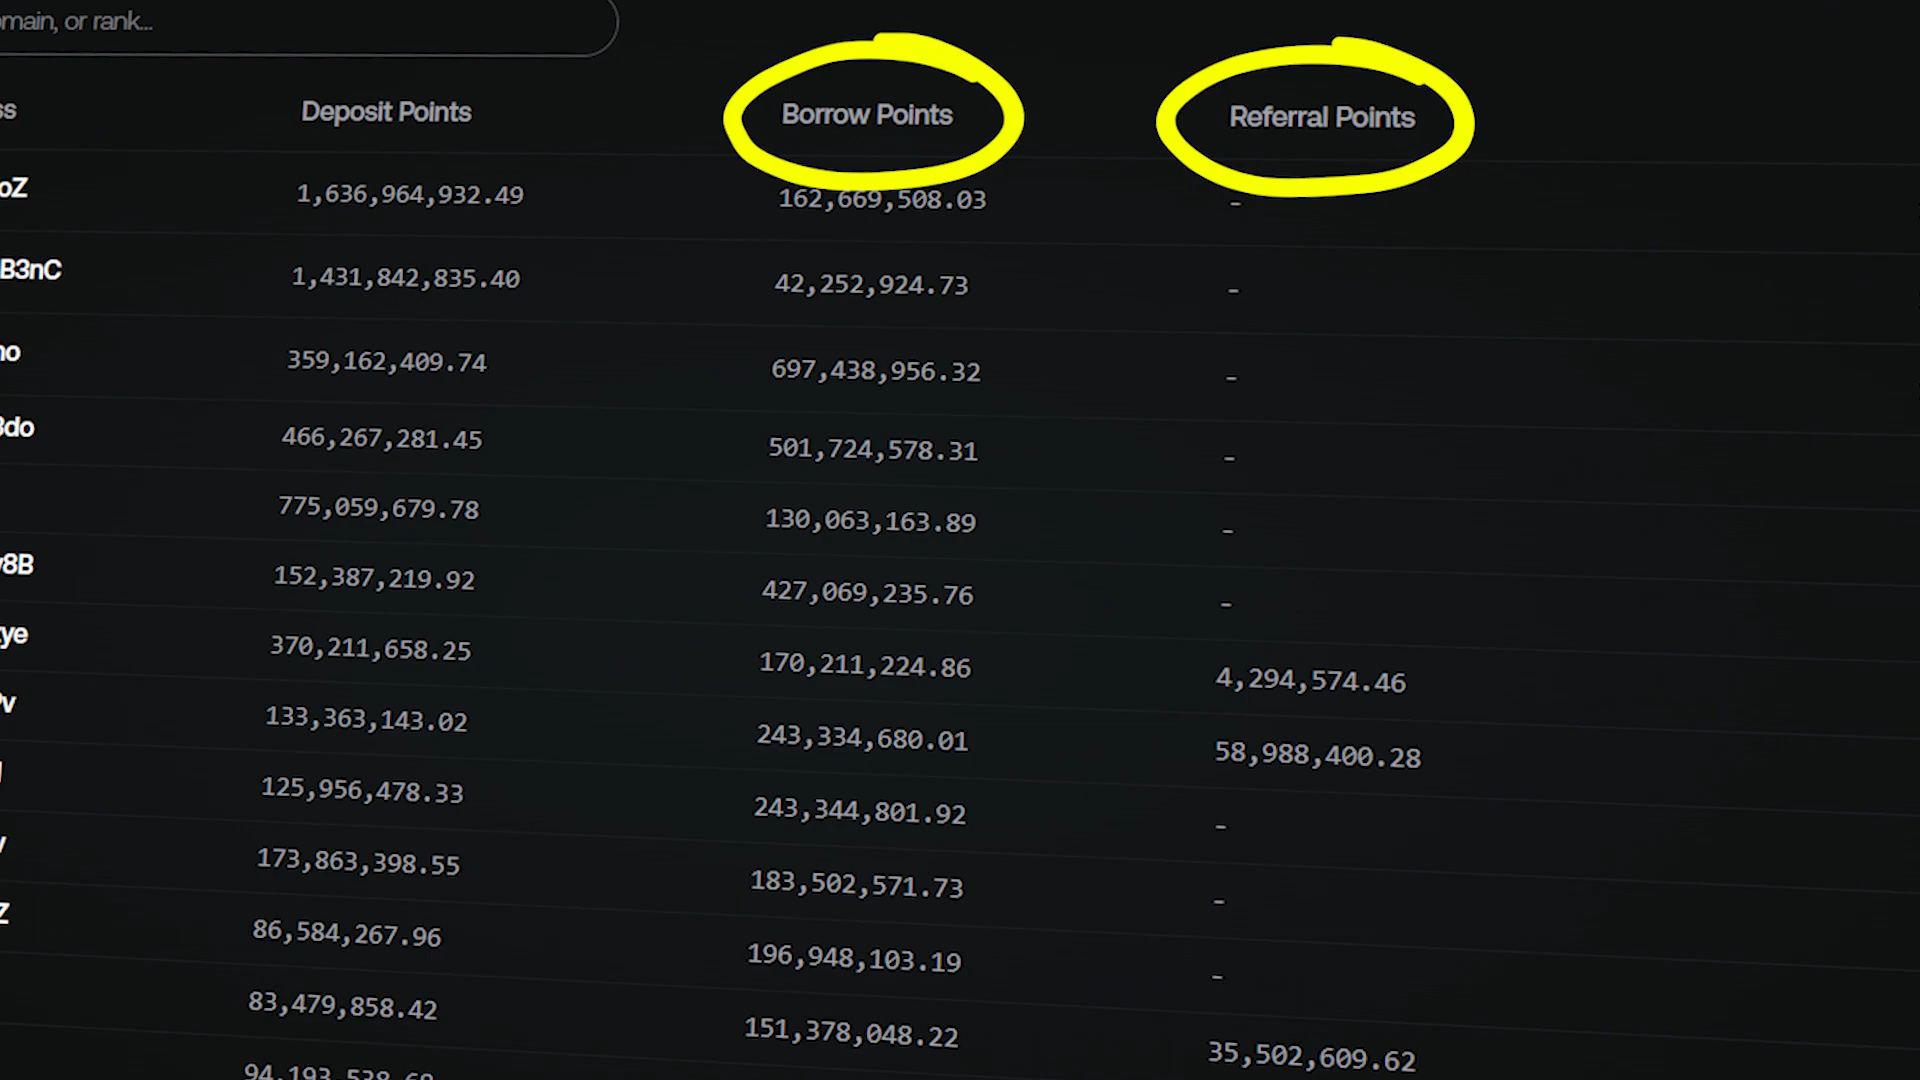 omain, or rank...
ss Deposit Points Borrow Points Referral Points
oZ 1,636,964,932.49 162,669,508.03 -
B3nC 1,431,842,835.40 42,252,924.73 -
no 359,162,409.74 697,438,956.32 -
3do 466,267,281.45 501,724,578.31 -
775,059,679.78 130,063,163.89 -
v8B 152,387,219.92 427,069,235.76 -
tye 370,211,658.25 170,211,224.86 4,294,574.46
Pv 133,363,143.02 243,334,680.01 58,988,400.28
125,956,478.33 243,344,801.92 -
173,863,398.55 183,502,571.73 -
Z 86,584,267.96 196,948,103.19 -
83,479,858.42 151,378,048.22 35,502,609.62